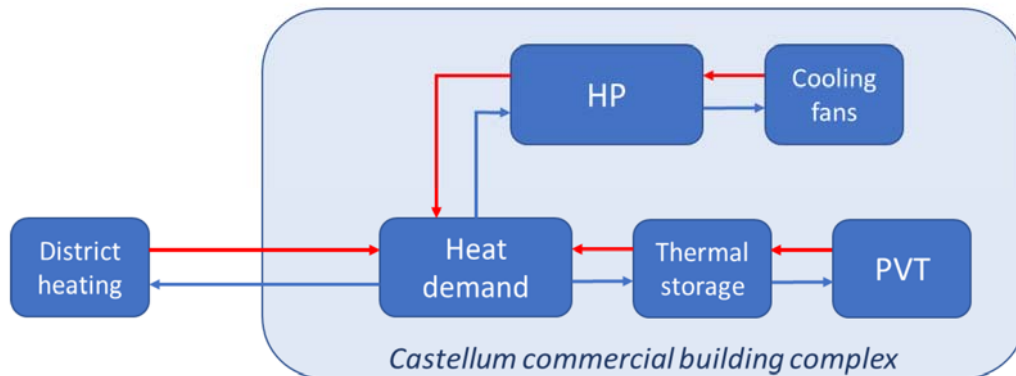 HP
Cooling
fans
District
heating
Heat
demand
Thermal
storage
PVT
Castellum commercial building complex